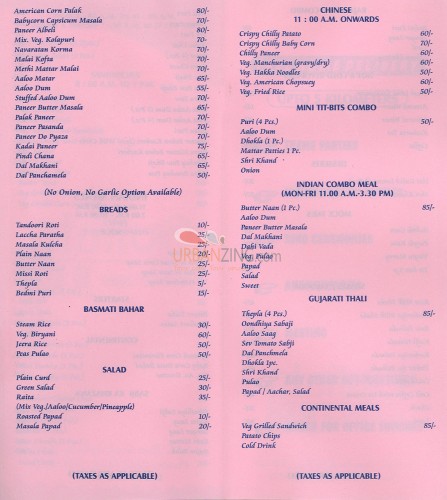 American Corn Palak 80/-
Babycorn Capsicum Masala 70/-
Paneer Albeli 80/-
Mix. Veg. Kolapuri 70/-
Navaratan Korma 70/-
Malai Kofta 70/-
Methi Mattar Malai 70/-
Aaloo Matar 65/-
Aaloo Dum 55/-
Stuffed Aaloo Dum 70/-
Paneer Butter Masala 65/-
Palak Paneer 70/-
Paneer Pasanda 70/-
Paneer Do Pyaza 70/-
Kadai Paneer 75/-
Pindi Chana 65/-
Dal Makhani 65/-
Dal Panchamela 50/-
(No Onion, No Garlic Option Available)
BREADS
Tandoori Roti 10/-
Laccha Paratha 25/-
Masala Kulcha 25/-
Plain Naan 20/-
Butter Naan 25/-
Missi Roti 25/-
Thepla 5/-
Bedmi Puri 15/-
BASMATI BAHAR
Steam Rice 30/-
Veg. Biryani 60/-
Jeera Rice 50/-
Peas Pulao 50/-
SALAD
Plain Curd 25/-
Green Salad 30/-
Raita 35/-
(Mix Veg./Aaloo/Cucumber/Pineapple)
Roasted Papad 10/-
Masala Papad 20/-
(TAXES AS APPLICABLE)
CHINESE
11 : 00 A.M. ONWARDS
Crispy Chilly Patato 60/-
Crispy Chilly Baby Corn 70/-
Chilly Paneer 60/-
Veg. Manchurian (gravy/dry) 60/-
Veg. Hakka Noodles 50/-
Veg. American Chopsuey 60/-
Veg. Fried Rice 50/-
MINI TIT-BITS COMBO
Puri (4 Pcs.) 50/-
Aaloo Dum
Dhokla (1 Pc.)
Mattar Patties 1 Pc.
Shri Khand
Onion
INDIAN COMBO MEAL
(MON-FRI 11.00 A.M-3.30 PM)
Butter Naan (1 Pc.) 85/-
Aaloo Dum
Paneer Butter Masala
Dal Makhani
Dahi Vada
Veg. Pulao
Papad
Salad
Sweet
GUJARATI THALI
Thepla (4 Pcs.) 85/-
Oondhiya Sabaji
Aaloo Saag
Sev Tomato Sabji
Dal Panchmela
Dhokla 1pc.
Shri Khand
Pulao
Papad / Aachar, Salad
CONTINENTAL MEALS
Veg Grilled Sandwich 85/-
Patato Chips
Cold Drink
(TAXES AS APPLICABLE)
URBANZING.com